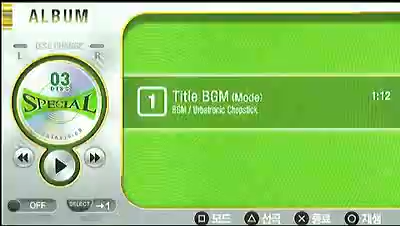 ALBUM
DISC CHANGE
L R
03
DISC
SPECIAL
1 Title BGM (Mode) 1:12
BGM / Urbatronic Chopstick
OFF SELECT →1
모드 선곡 종료 재생